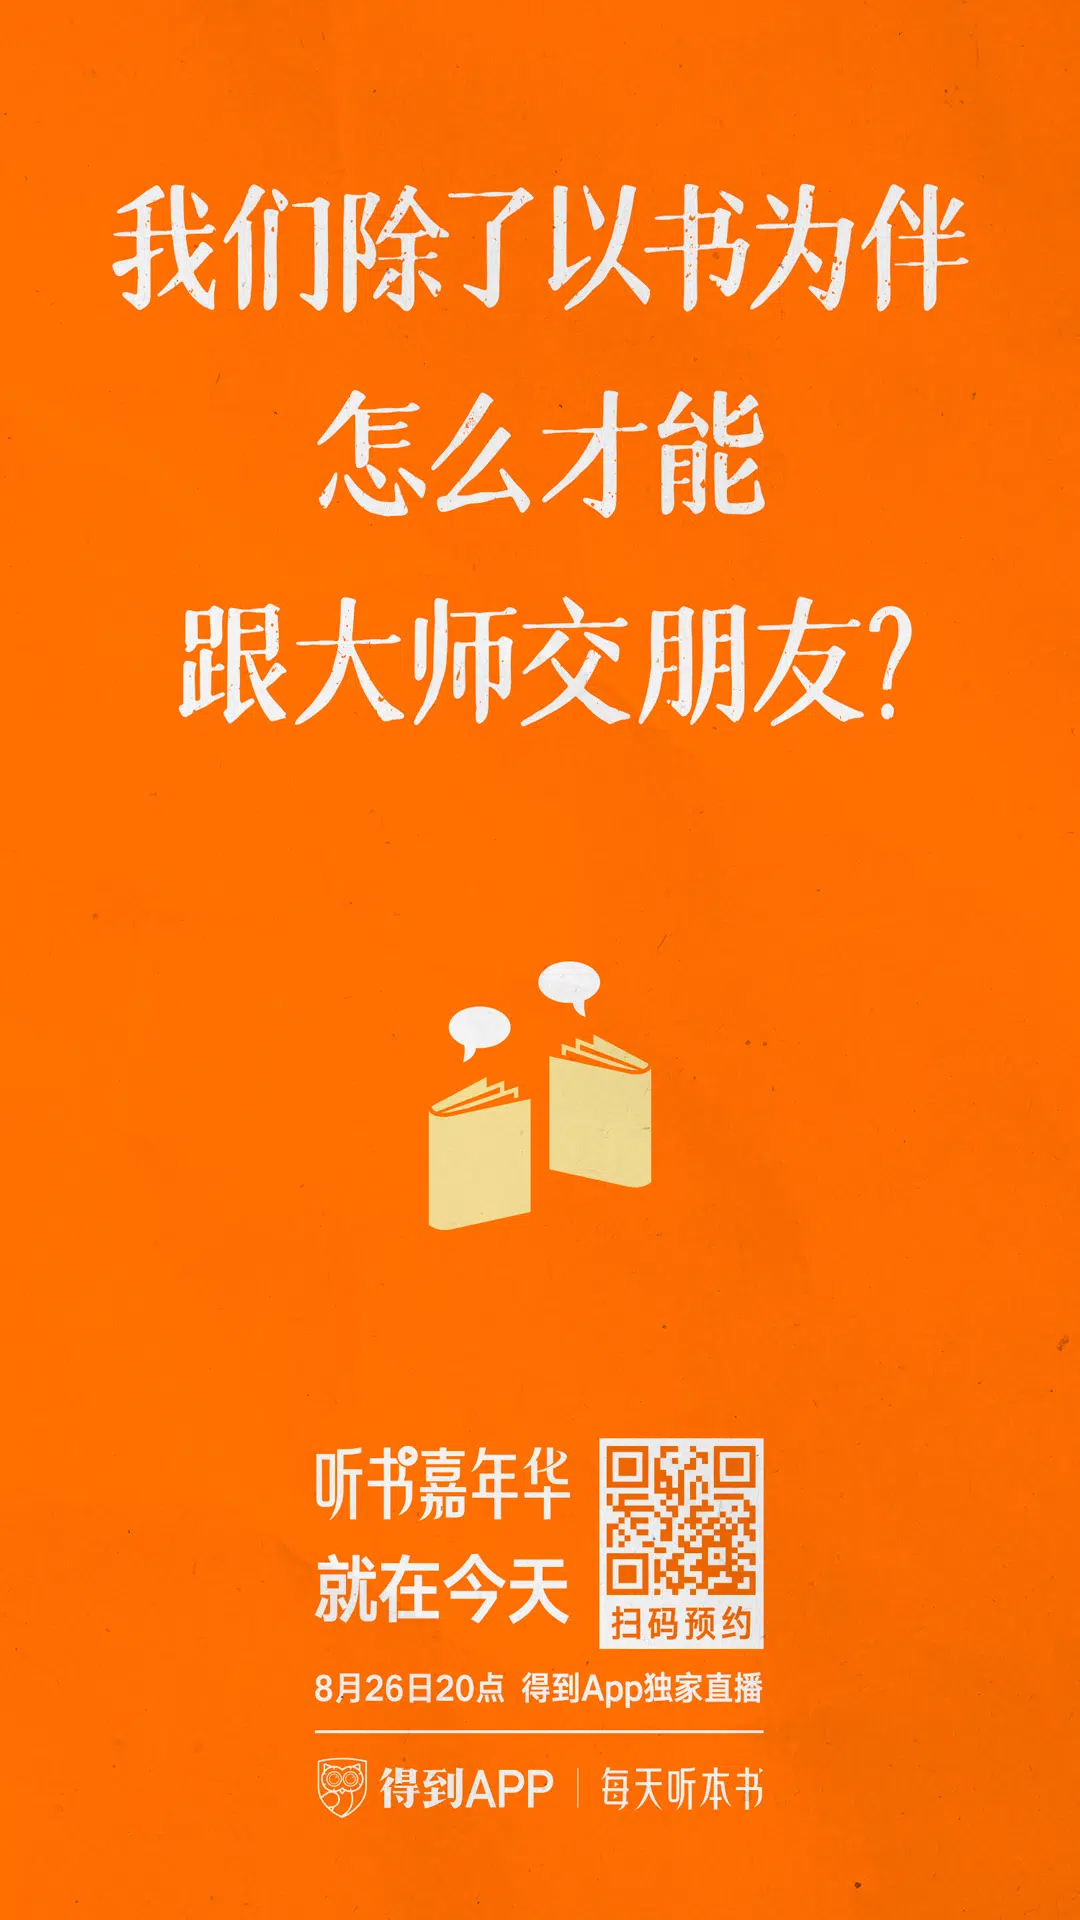 我们除了以书为伴
怎么才能
跟大师交朋友?
听书嘉年华
就在今天
扫码预约
8月26日20点 得到App独家直播
得到APP | 每天听本书